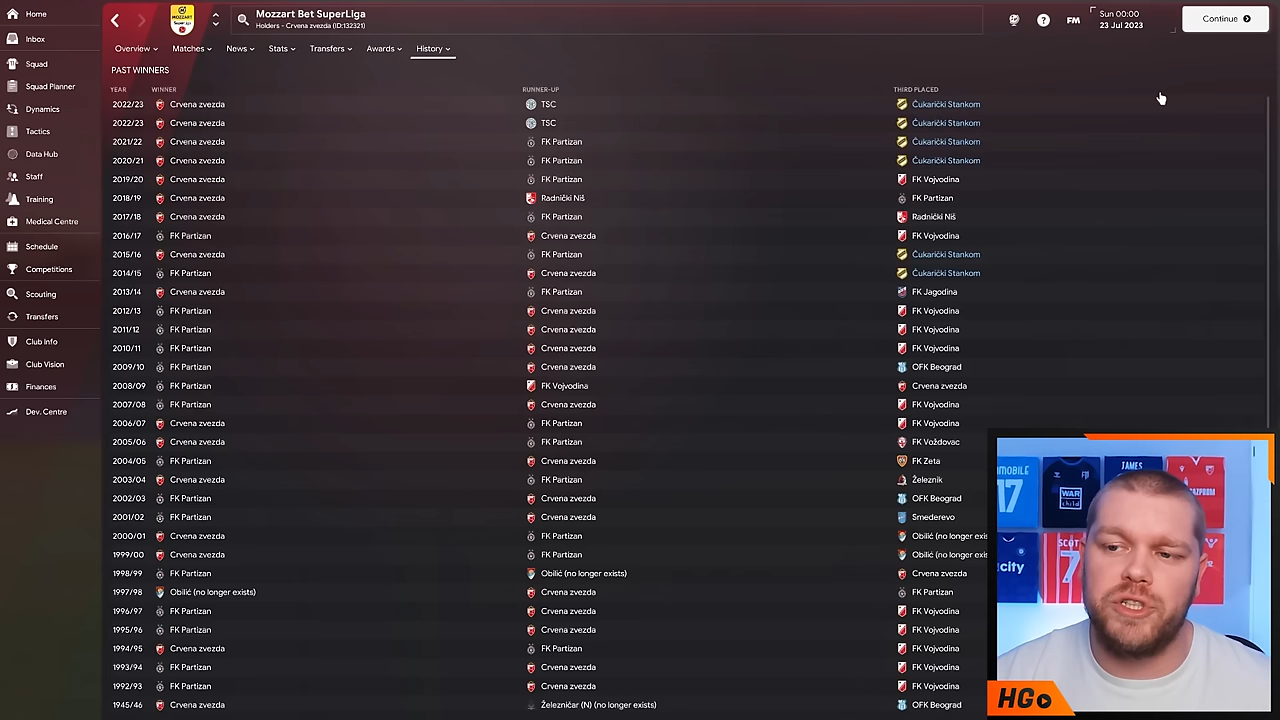 Home
Inbox
Squad
Squad Planner
Dynamics
Tactics
Data Hub
Staff
Training
Medical Centre
Schedule
Competitions
Scouting
Transfers
Club Info
Club Vision
Finances
Dev. Centre
MOZZART
Mozzart Bet SuperLiga
Holders - Crvena zvezda (ID:132321)
?
FM
Sun 00:00
23 Jul 2023
Continue
Overview Matches News Stats Transfers Awards History
PAST WINNERS
YEAR WINNER RUNNER-UP THIRD PLACED
2022/23 Crvena zvezda TSC Čukarički Stankom
2022/23 Crvena zvezda TSC Čukarički Stankom
2021/22 Crvena zvezda FK Partizan Čukarički Stankom
2020/21 Crvena zvezda FK Partizan Čukarički Stankom
2019/20 Crvena zvezda FK Partizan FK Vojvodina
2018/19 Crvena zvezda Radnički Niš FK Partizan
2017/18 Crvena zvezda FK Partizan Radnički Niš
2016/17 FK Partizan Crvena zvezda FK Vojvodina
2015/16 Crvena zvezda FK Partizan Čukarički Stankom
2014/15 FK Partizan Crvena zvezda Čukarički Stankom
2013/14 Crvena zvezda FK Partizan FK Jagodina
2012/13 FK Partizan Crvena zvezda FK Vojvodina
2011/12 FK Partizan Crvena zvezda FK Vojvodina
2010/11 FK Partizan Crvena zvezda FK Vojvodina
2009/10 FK Partizan Crvena zvezda OFK Beograd
2008/09 FK Partizan FK Vojvodina Crvena zvezda
2007/08 FK Partizan Crvena zvezda FK Vojvodina
2006/07 Crvena zvezda FK Partizan FK Vojvodina
2005/06 Crvena zvezda FK Partizan FK Voždovac
2004/05 FK Partizan Crvena zvezda FK Zeta
2003/04 Crvena zvezda FK Partizan Železnik
2002/03 FK Partizan Crvena zvezda OFK Beograd
2001/02 FK Partizan Crvena zvezda Smederevo
2000/01 Crvena zvezda FK Partizan Obilić (no longer exis
1999/00 Crvena zvezda FK Partizan Obilić (no longer exis
1998/99 FK Partizan Obilić (no longer exists) Crvena zvezda
1997/98 Obilić (no longer exists) Crvena zvezda FK Partizan
1996/97 FK Partizan Crvena zvezda FK Vojvodina
1995/96 FK Partizan Crvena zvezda FK Vojvodina
1994/95 Crvena zvezda FK Partizan FK Vojvodina
1993/94 FK Partizan Crvena zvezda FK Vojvodina
1992/93 FK Partizan Crvena zvezda FK Vojvodina
1945/46 Crvena zvezda Železničar (N) (no longer exists) OFK Beograd
MOBILE
17
WAR
child
JAMES
AZPROM
city
SCOT
7
HG